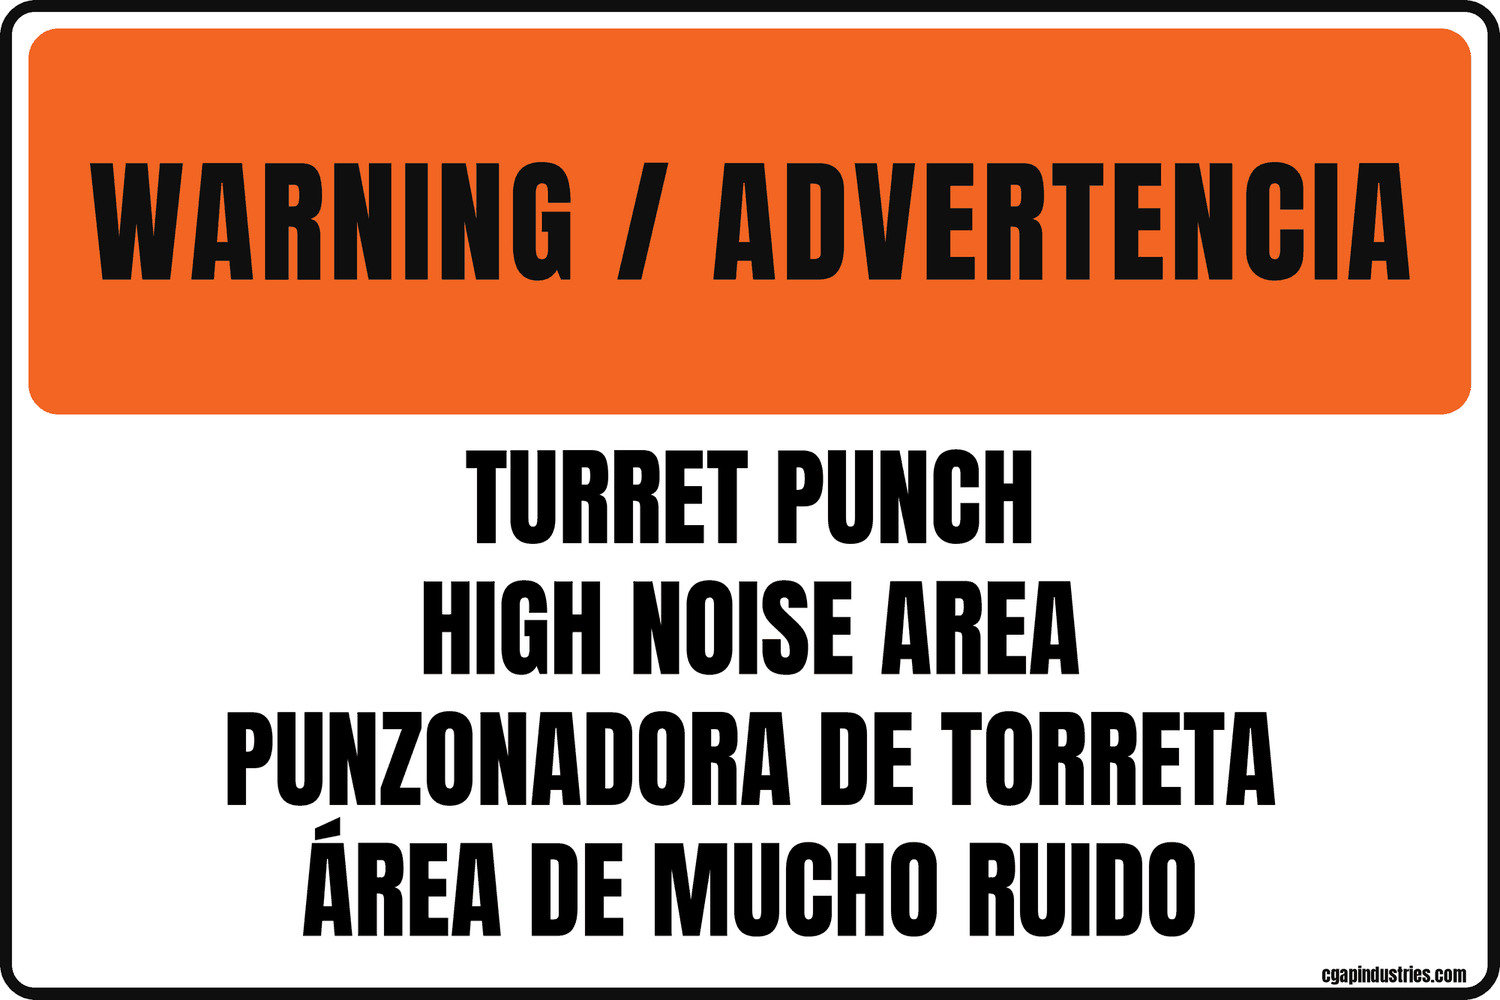 WARNING / ADVERTENCIA
TURRET PUNCH
HIGH NOISE AREA
PUNZONADORA DE TORRETA
ÁREA DE MUCHO RUIDO
cgapindustries.com